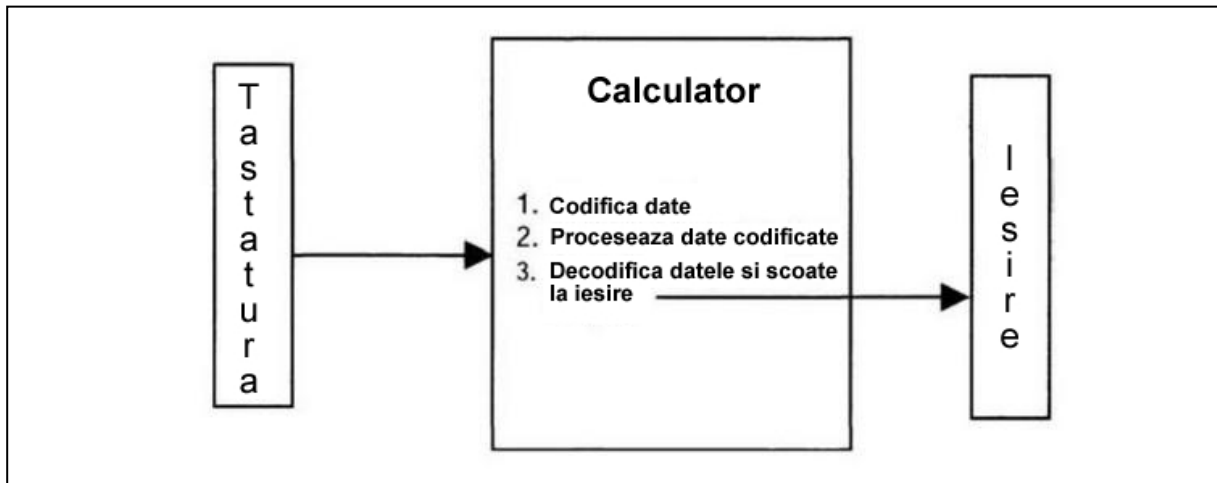 Tastatura
Calculator
1. Codifica date
2. Proceseaza date codificate
3. Decodifica datele si scoate
la iesire
Iesire